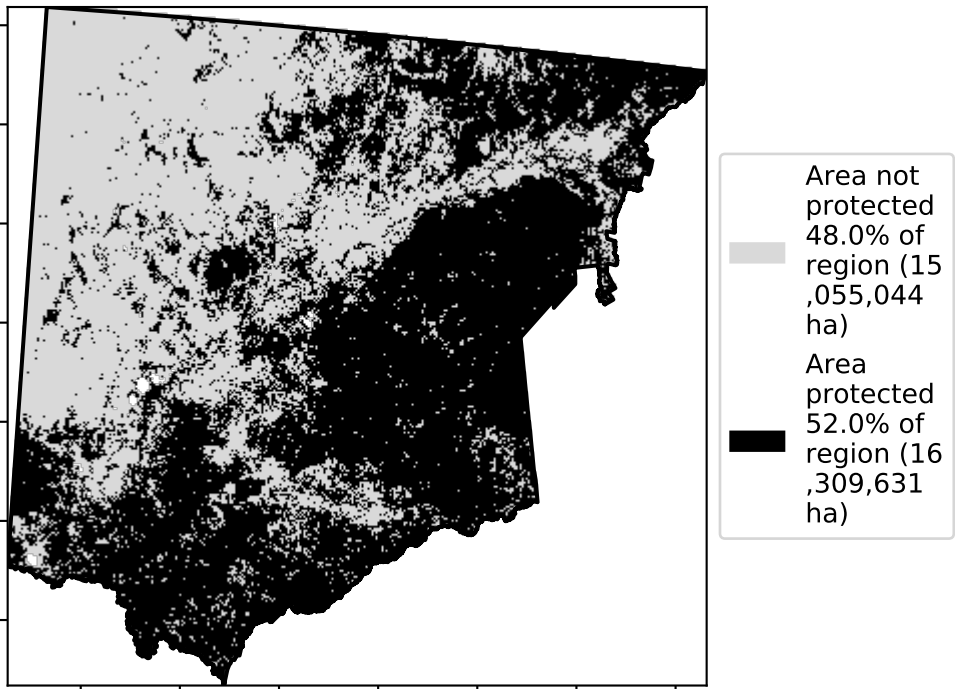 Area not
protected
48.0% of
region (15
,055,044
ha)
Area
protected
52.0% of
region (16
,309,631
ha)